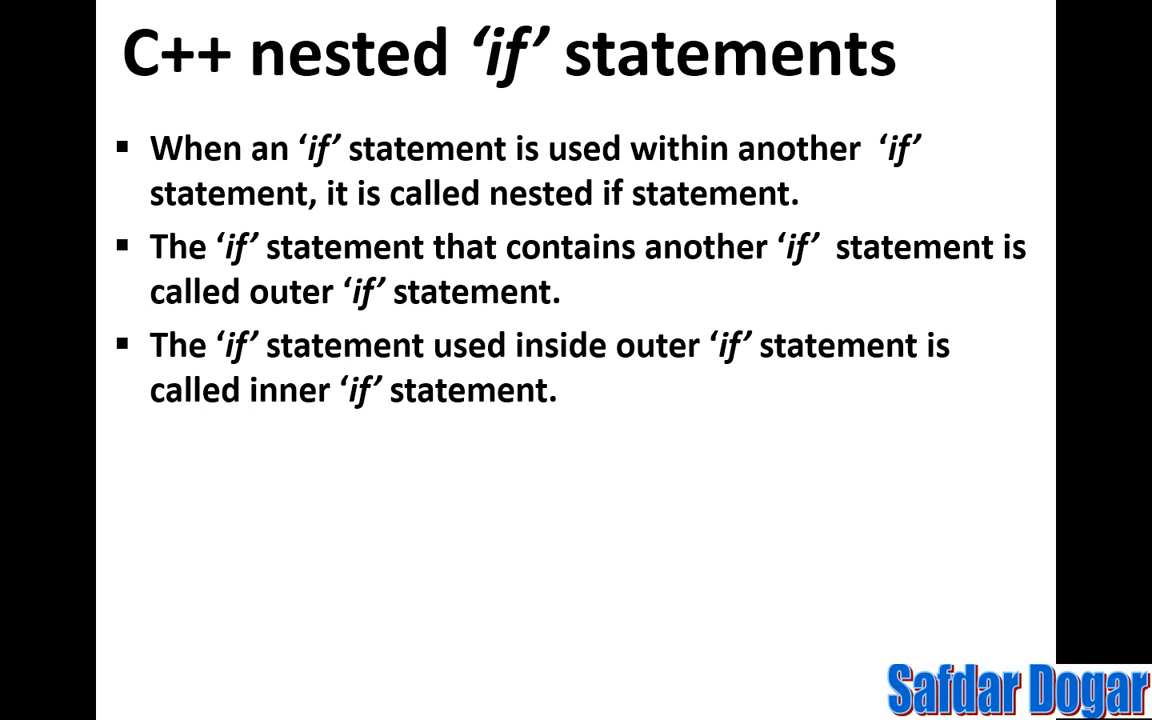 C++ nested ‘if’ statements
▪ When an ‘if’ statement is used within another ‘if’
statement, it is called nested if statement.
▪ The ‘if’ statement that contains another ‘if’ statement is
called outer ‘if’ statement.
▪ The ‘if’ statement used inside outer ‘if’ statement is
called inner ‘if’ statement.
Safdar Dogar